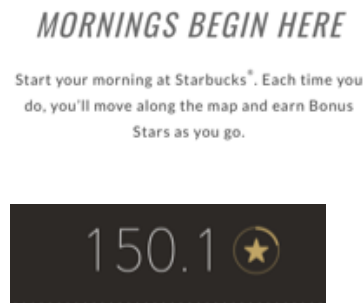 MORNINGS BEGIN HERE
Start your morning at Starbucks®. Each time you
do, you'll move along the map and earn Bonus
Stars as you go.
150.1